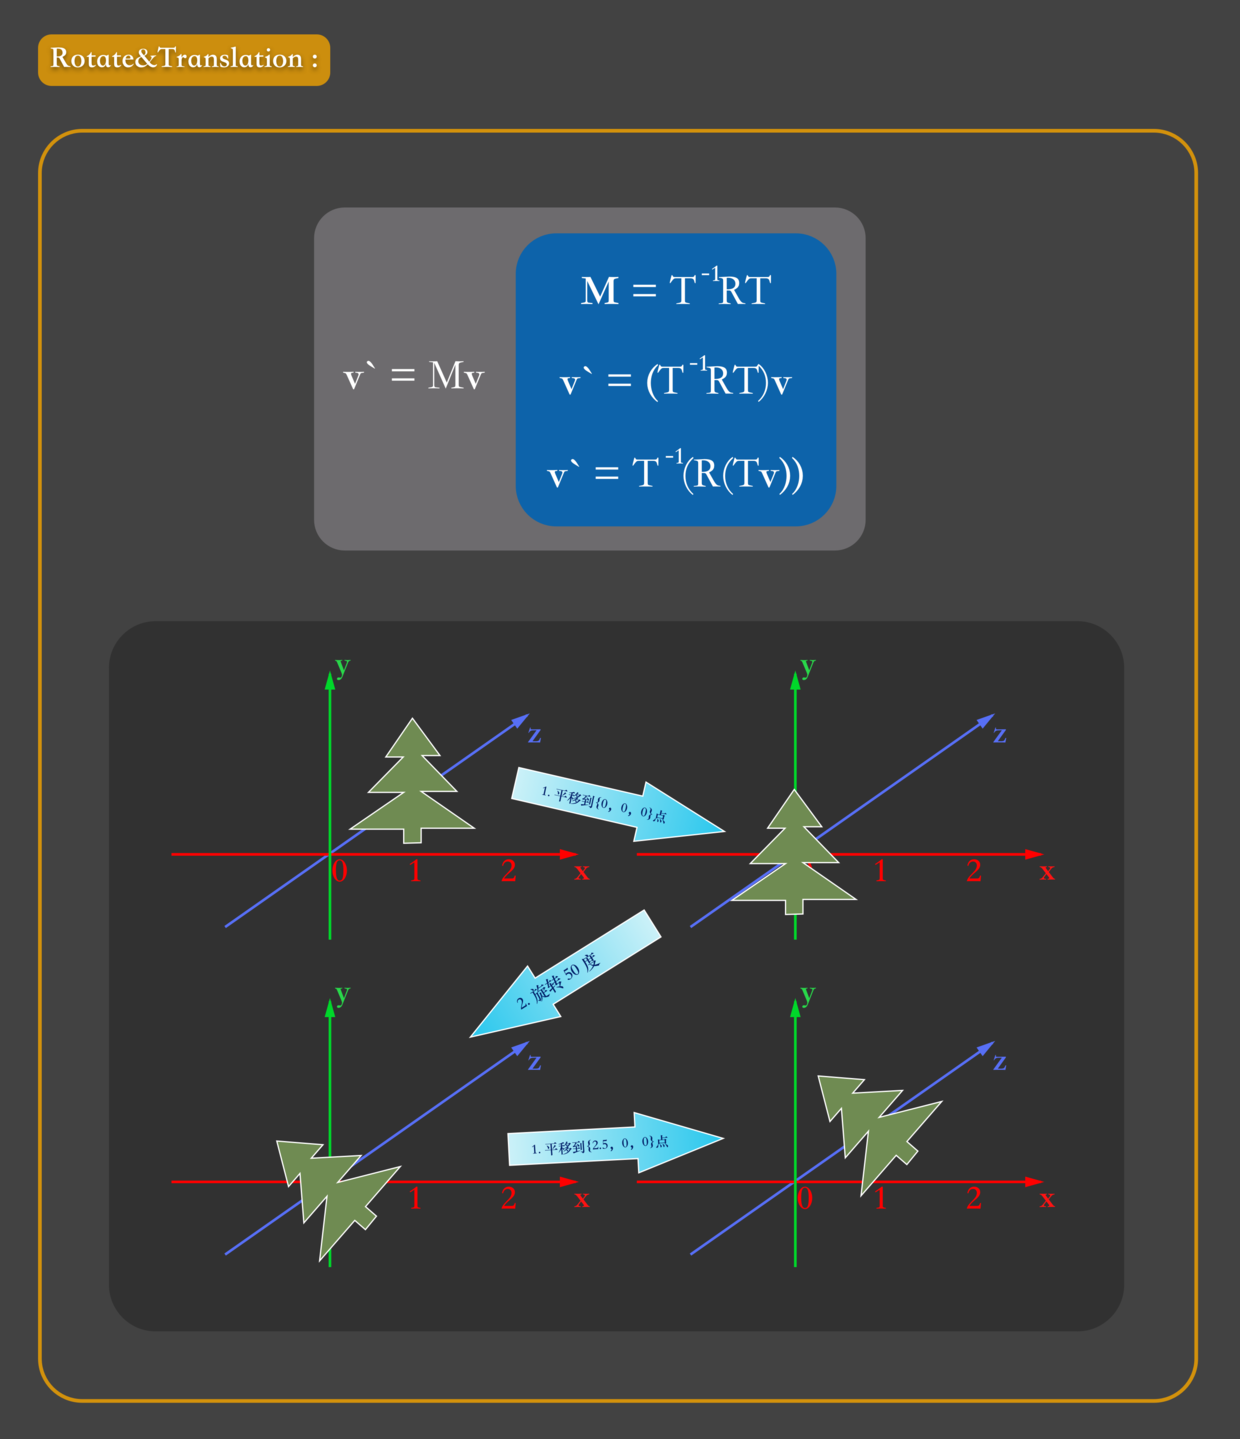 Rotate&Translation :
M = T⁻¹RT
v` = Mv
v` = (T⁻¹RT)v
v` = T⁻¹(R(Tv))
y
y
z
z
1. 平移到{0，0，0}点
0
1
2
x
1
2
x
2. 旋转 50 度
y
y
z
z
1. 平移到{2.5，0，0}点
1
2
x
0
1
2
x